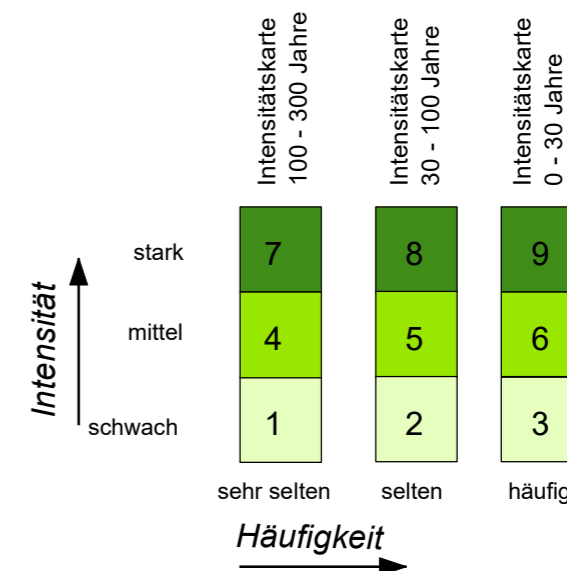 Intensitätskarte
100 - 300 Jahre
Intensitätskarte
30 - 100 Jahre
Intensitätskarte
0 - 30 Jahre
stark
7
8
9
Intensität
mittel
4
5
6
schwach
1
2
3
sehr selten
selten
häufig
Häufigkeit